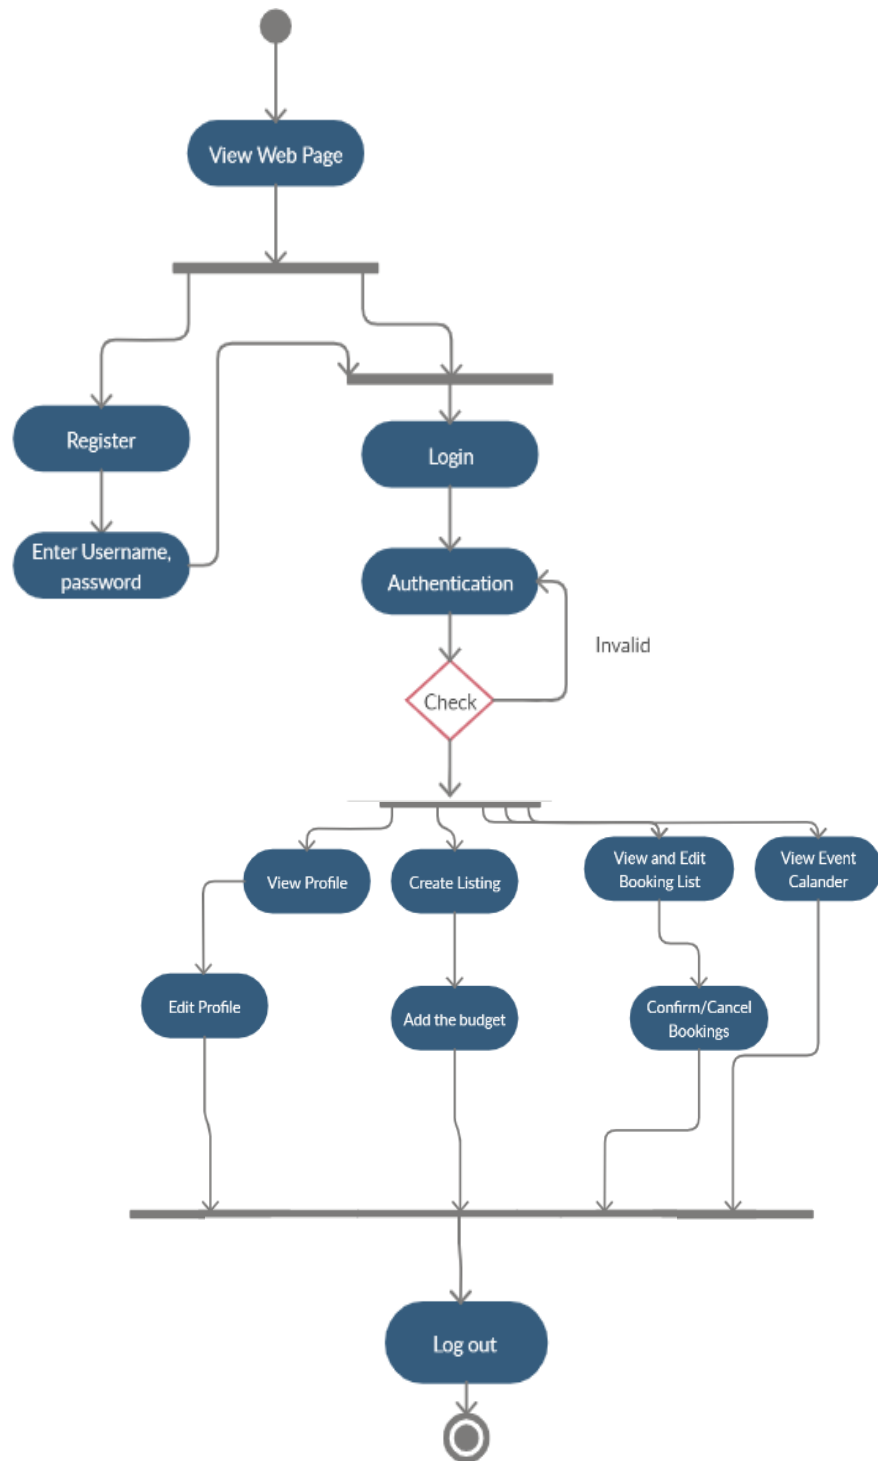 View Web Page
Register
Login
Enter Username,
password
Authentication
Invalid
Check
View Profile
Create Listing
View and Edit
Booking List
View Event
Calander
Edit Profile
Add the budget
Confirm/Cancel
Bookings
Log out